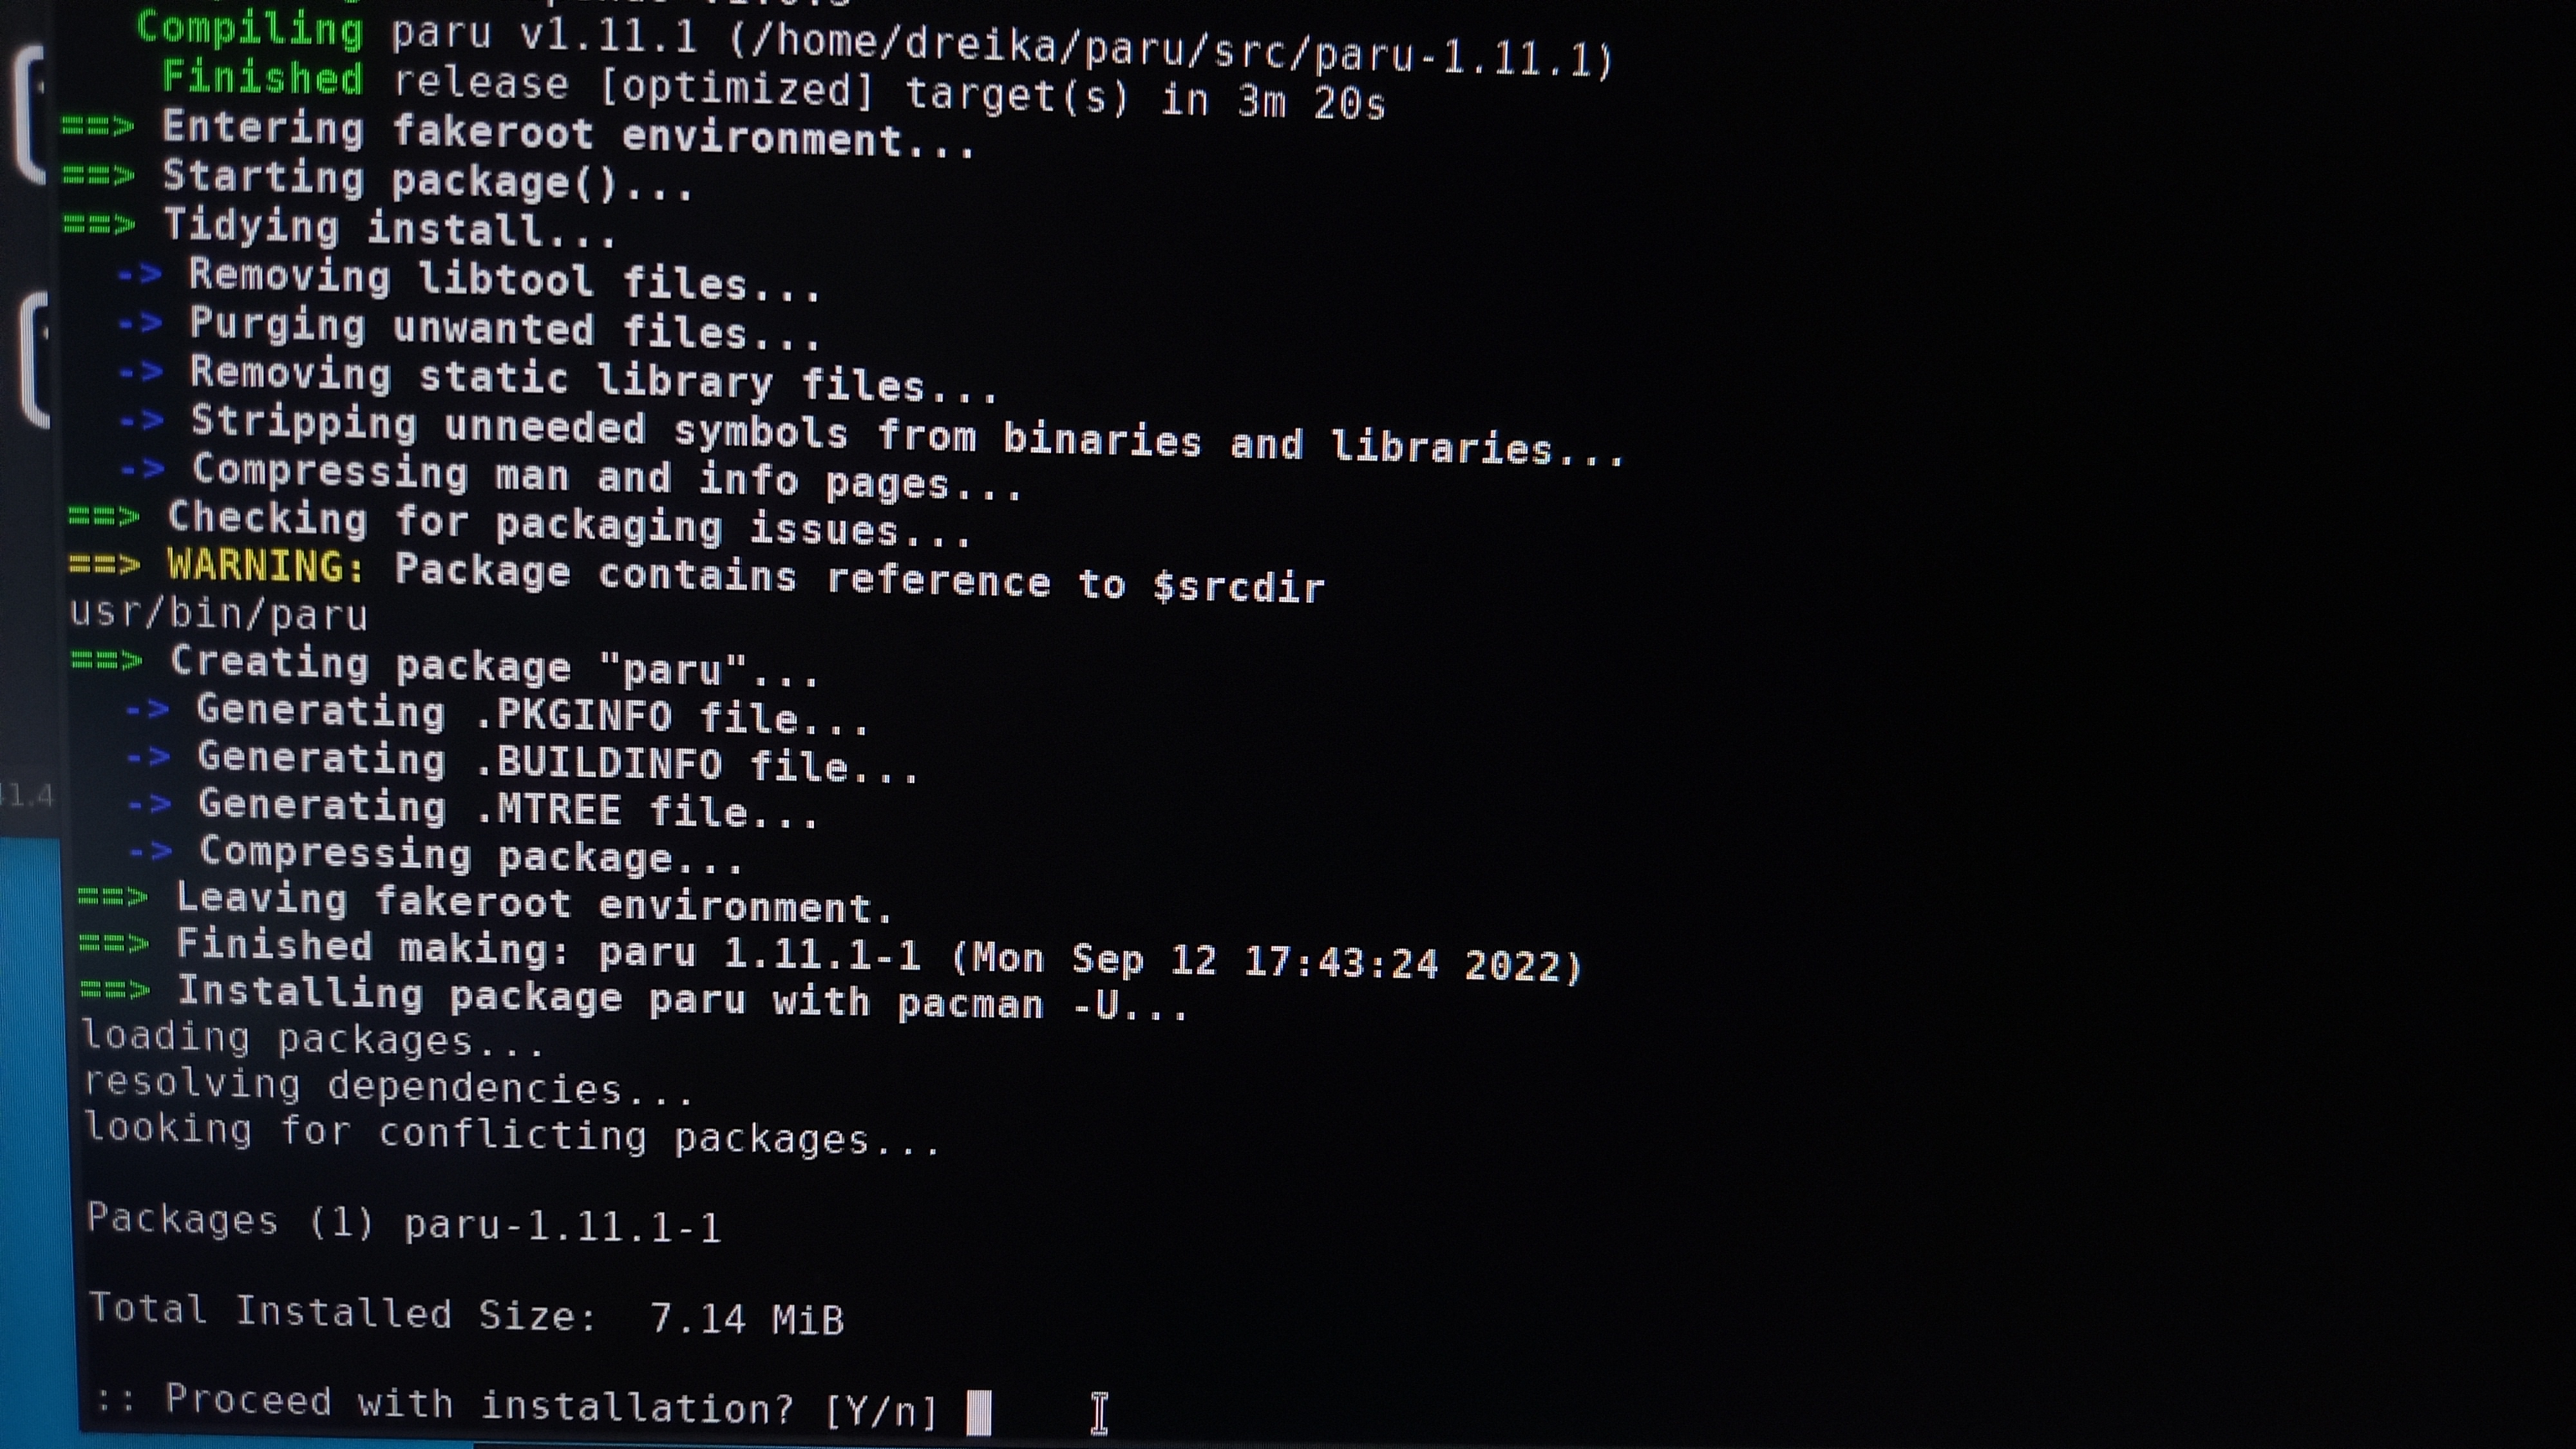 Compiling paru v1.11.1 (/home/dreika/paru/src/paru-1.11.1)
Finished release [optimized] target(s) in 3m 20s
==> Entering fakeroot environment...
==> Starting package()...
==> Tidying install...
-> Removing libtool files...
-> Purging unwanted files...
-> Removing static library files...
-> Stripping unneeded symbols from binaries and libraries...
-> Compressing man and info pages...
==> Checking for packaging issues...
==> WARNING: Package contains reference to $srcdir
usr/bin/paru
==> Creating package "paru"...
-> Generating .PKGINFO file...
-> Generating .BUILDINFO file...
-> Generating .MTREE file...
-> Compressing package...
==> Leaving fakeroot environment.
==> Finished making: paru 1.11.1-1 (Mon Sep 12 17:43:24 2022)
==> Installing package paru with pacman -U...
loading packages...
resolving dependencies...
looking for conflicting packages...
Packages (1) paru-1.11.1-1
Total Installed Size: 7.14 MiB
:: Proceed with installation? [Y/n]